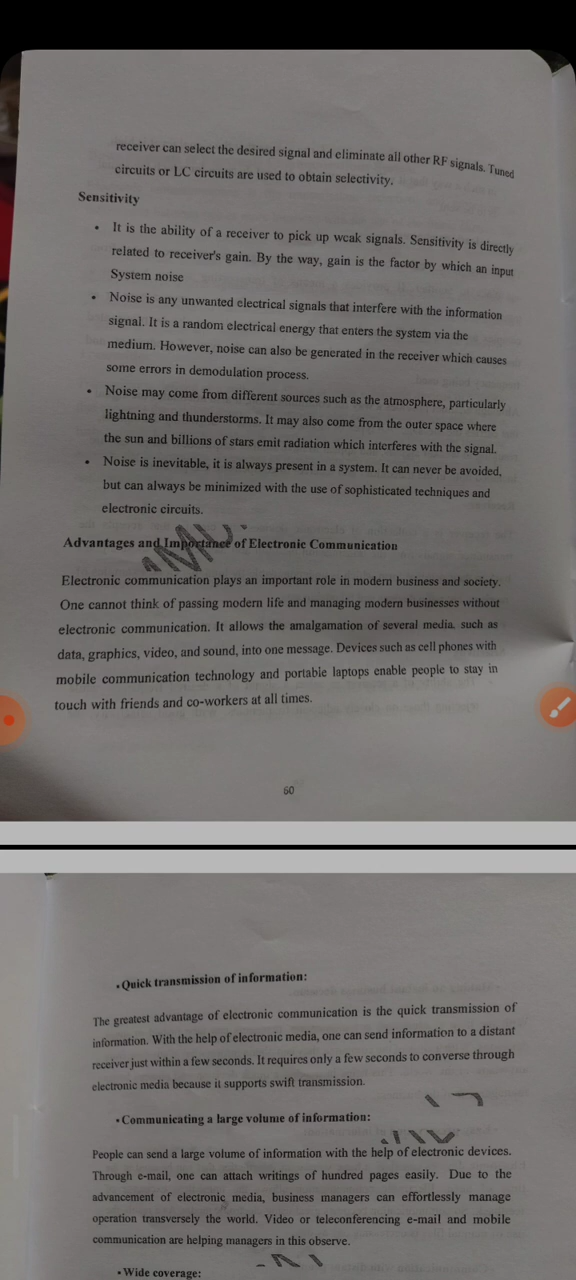 receiver can select the desired signal and eliminate all other RF signals. Tuned
circuits or LC circuits are used to obtain selectivity.
Sensitivity
• It is the ability of a receiver to pick up weak signals. Sensitivity is directly
related to receiver's gain. By the way, gain is the factor by which an input
System noise
• Noise is any unwanted electrical signals that interfere with the information
signal. It is a random electrical energy that enters the system via the
medium. However, noise can also be generated in the receiver which causes
some errors in demodulation process.
• Noise may come from different sources such as the atmosphere, particularly
lightning and thunderstorms. It may also come from the outer space where
the sun and billions of stars emit radiation which interferes with the signal.
• Noise is inevitable, it is always present in a system. It can never be avoided,
but can always be minimized with the use of sophisticated techniques and
electronic circuits.
Advantages and Importance of Electronic Communication
Electronic communication plays an important role in modern business and society.
One cannot think of passing modern life and managing modern businesses without
electronic communication. It allows the amalgamation of several media, such as
data, graphics, video, and sound, into one message. Devices such as cell phones with
mobile communication technology and portable laptops enable people to stay in
touch with friends and co-workers at all times.
60
• Quick transmission of information:
The greatest advantage of electronic communication is the quick transmission of
information. With the help of electronic media, one can send information to a distant
receiver just within a few seconds. It requires only a few seconds to converse through
electronic media because it supports swift transmission.
• Communicating a large volume of information:
People can send a large volume of information with the help of electronic devices.
Through e-mail, one can attach writings of hundred pages easily. Due to the
advancement of electronic media, business managers can effortlessly manage
operation transversely the world. Video or teleconferencing e-mail and mobile
communication are helping managers in this observe.
• Wide coverage: